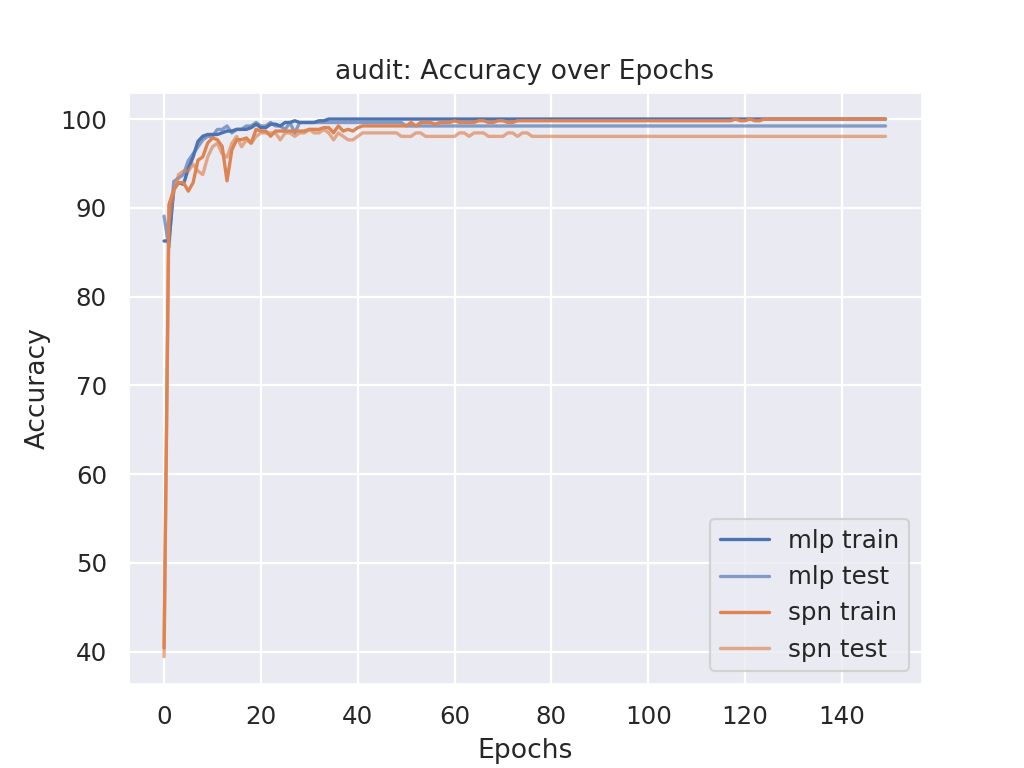 audit: Accuracy over Epochs
Accuracy
100
90
80
70
60
50
40
0 20 40 60 80 100 120 140
Epochs
mlp train
mlp test
spn train
spn test